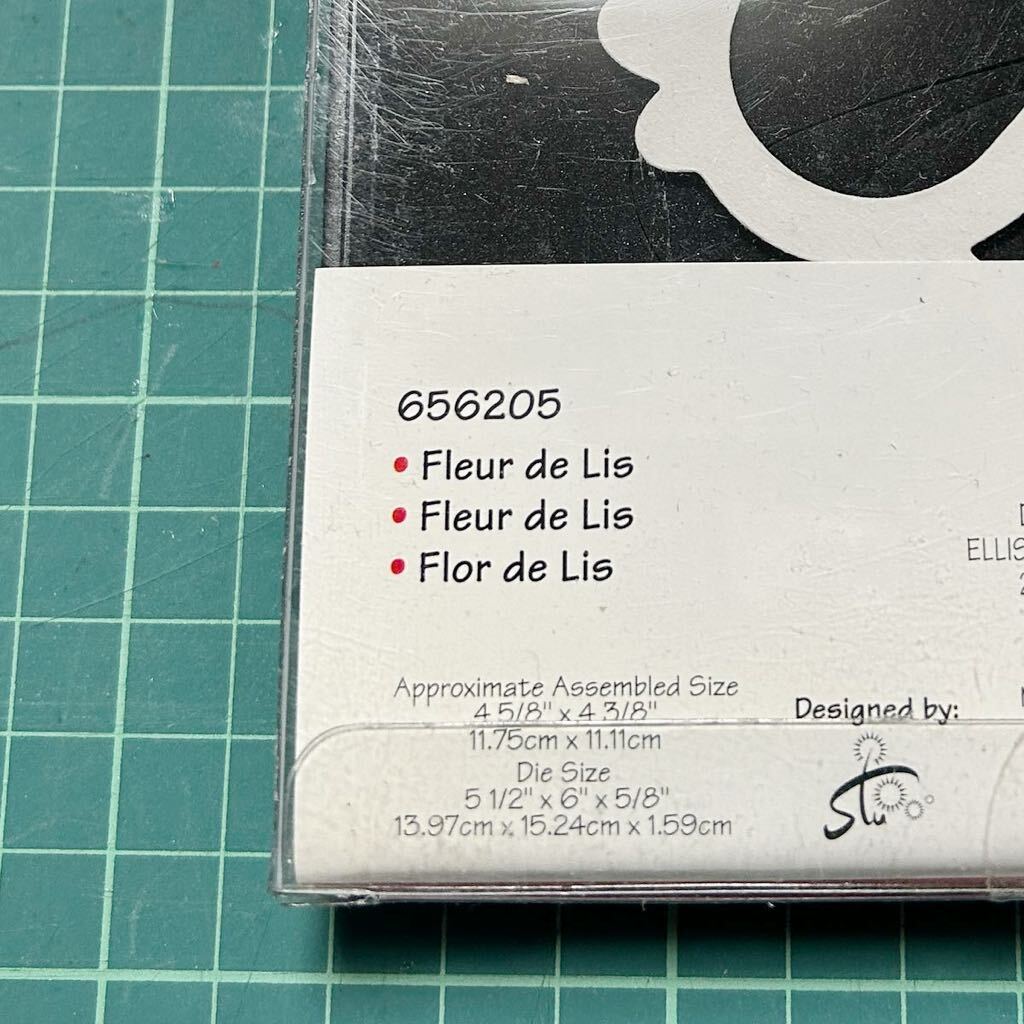 656205
• Fleur de Lis
• Fleur de Lis
• Flor de Lis
ELLIS
Approximate Assembled Size
4 5/8" x 4 3/8"
11.75cm x 11.11cm
Die Size
5 1/2" x 6" x 5/8"
13.97cm x 15.24cm x 1.59cm
Designed by:
Stu